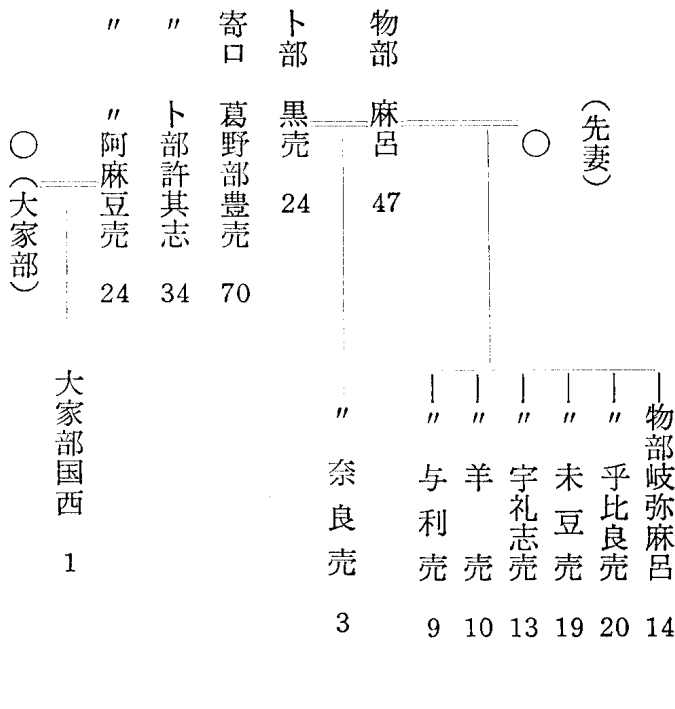 （先妻）
○
物部 麻呂 47
卜部 黒売 24
寄口 葛野部豊売 70
〃 卜部許其志 34
〃 〃阿麻豆売 24
○（大家部）
物部岐弥麻呂 14
〃 乎比良売 20
〃 未豆売 19
〃 宇礼志売 13
〃 羊売 10
〃 与利売 9
〃 奈良売 3
大家部国西 1